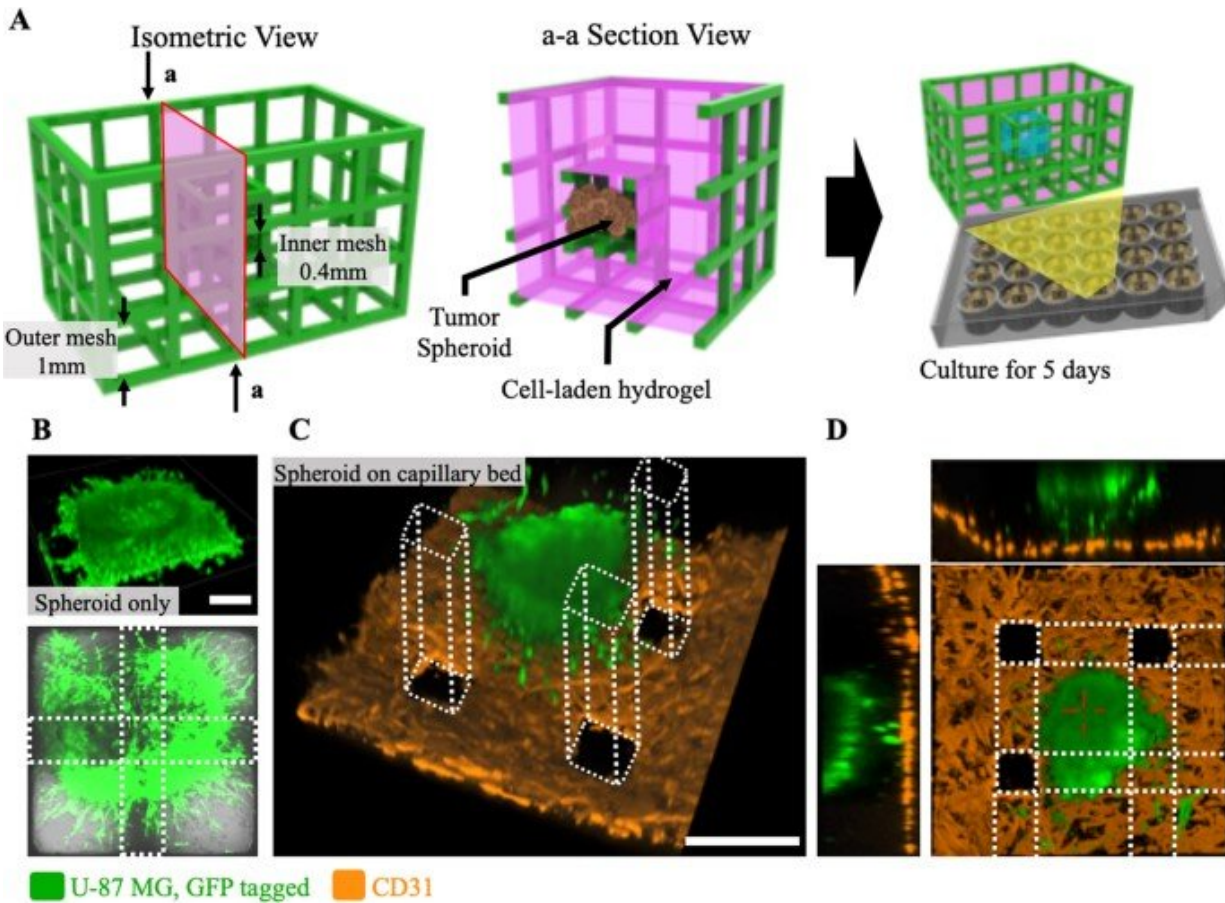 A
Isometric View
a
Inner mesh
0.4mm
Outer mesh
1mm
a
a-a Section View
Tumor
Spheroid
Cell-laden hydrogel
Culture for 5 days
B
Spheroid only
C
Spheroid on capillary bed
D
U-87 MG, GFP tagged
CD31